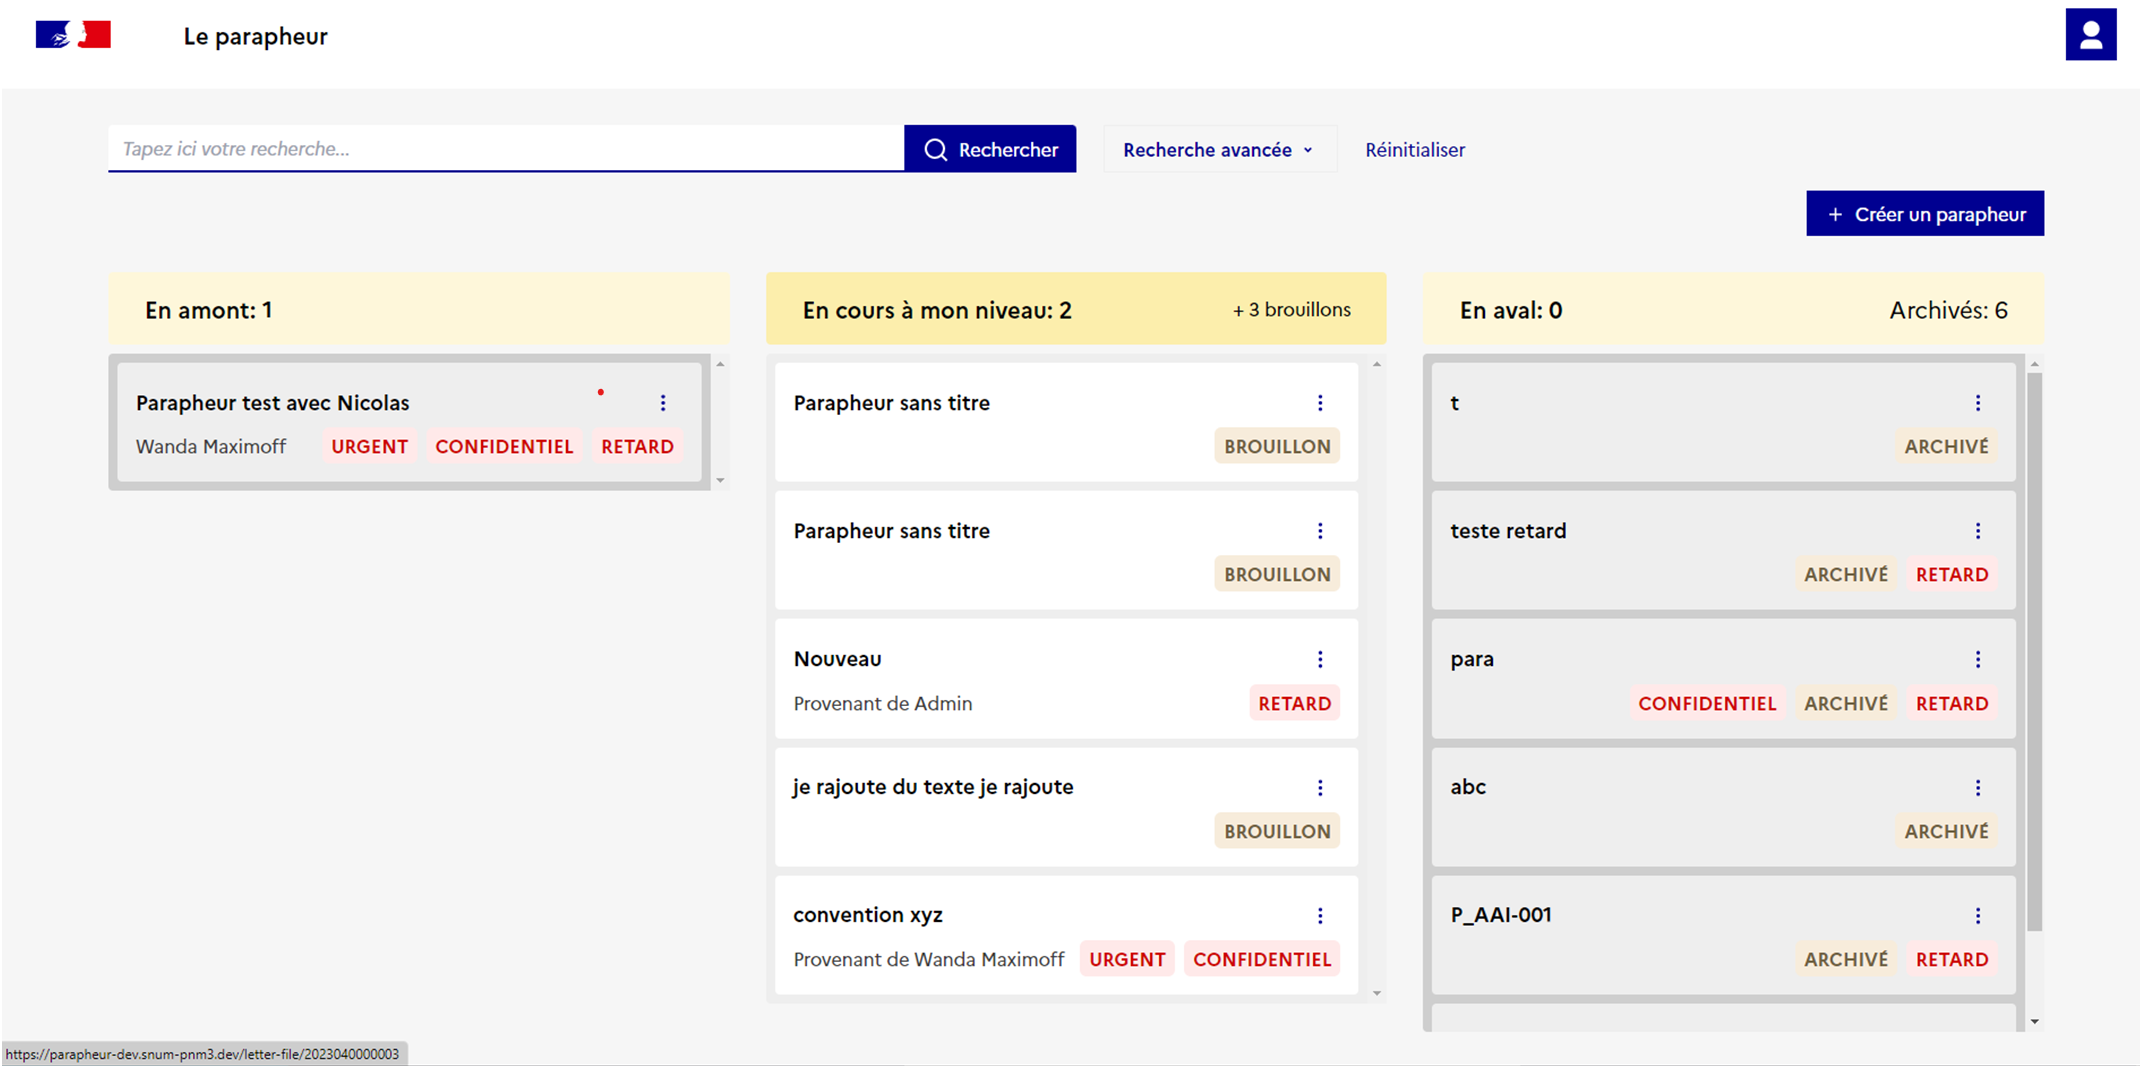 Le parapheur
Tapez ici votre recherche...
Rechercher
Recherche avancée
Réinitialiser
+ Créer un parapheur
En amont: 1
Parapheur test avec Nicolas
Wanda Maximoff URGENT CONFIDENTIEL RETARD
En cours à mon niveau: 2 + 3 brouillons
Parapheur sans titre
BROUILLON
Parapheur sans titre
BROUILLON
Nouveau
Provenant de Admin RETARD
je rajoute du texte je rajoute
BROUILLON
convention xyz
Provenant de Wanda Maximoff URGENT CONFIDENTIEL
En aval: 0 Archivés: 6
t
ARCHIVÉ
teste retard
ARCHIVÉ RETARD
para
CONFIDENTIEL ARCHIVÉ RETARD
abc
ARCHIVÉ
P_AAI-001
ARCHIVÉ RETARD
https://parapheur-dev.snum-pnm3.dev/letter-file/2023040000003